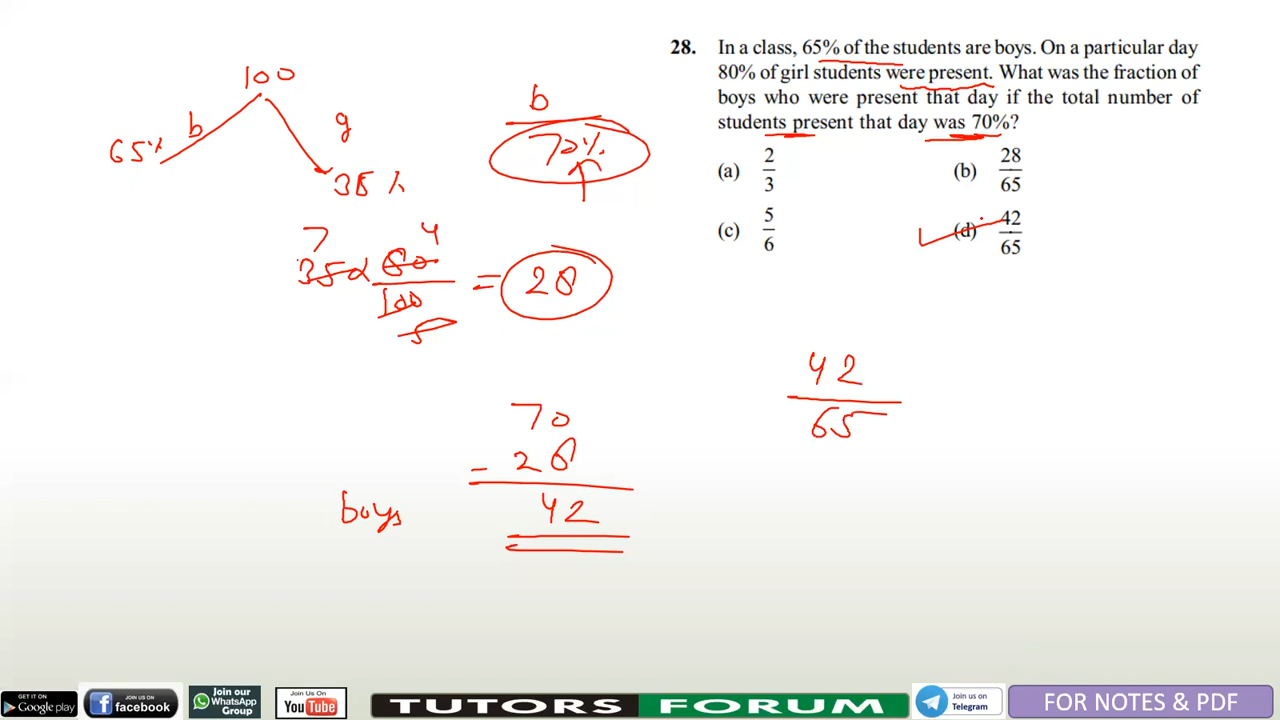 28. In a class, 65% of the students are boys. On a particular day
80% of girl students were present. What was the fraction of
boys who were present that day if the total number of
students present that day was 70%?
(a) 2/3
(b) 28/65
(c) 5/6
(d) 42/65
100
b
g
65%
35%
b
70%
7 4
35 × 80
100
5
= 28
70
- 28
boys 42
42
65
GET IT ON
Google play
JOIN US ON
facebook
Join our
WhatsApp
Group
Join Us On
YouTube
TUTORS FORUM
Join us on
Telegram
FOR NOTES & PDF